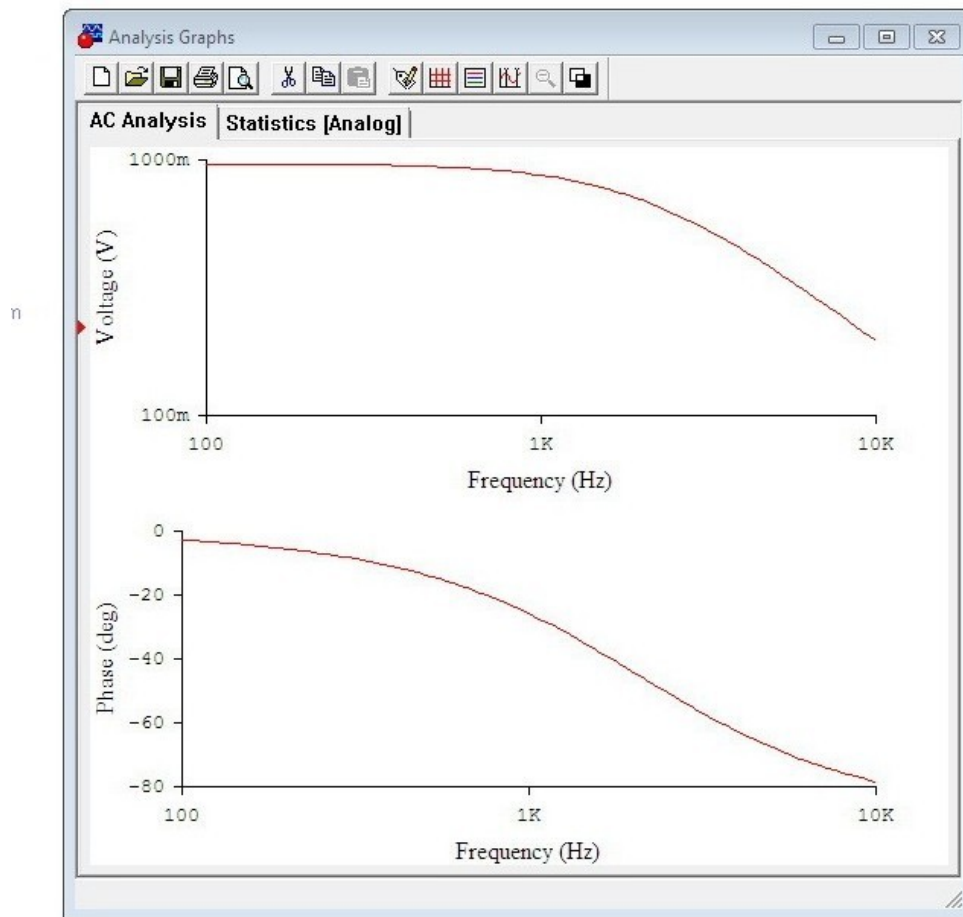 Analysis Graphs
AC Analysis
Statistics [Analog]
1000m
Voltage (V)
100m
100
1K
10K
Frequency (Hz)
0
-20
-40
-60
-80
Phase (deg)
100
1K
10K
Frequency (Hz)